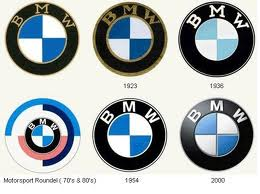 BMW
BMW
BMW
1923
1936
BMW
BMW
BMW
Motorsport Roundel ( 70's & 80's)
1954
2000